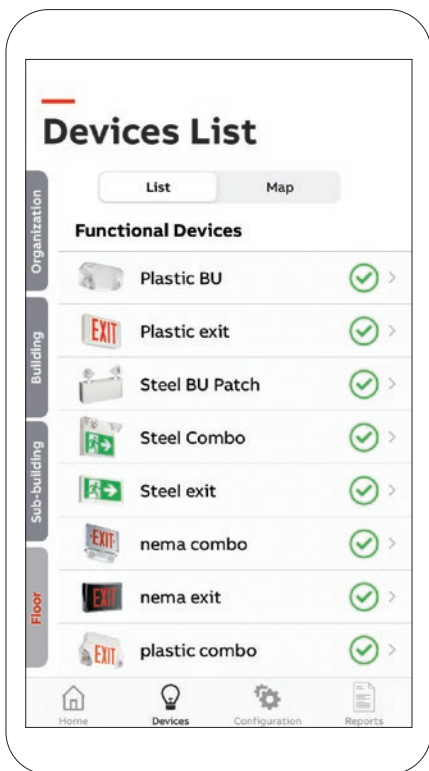 Devices List
List Map
Functional Devices
Organization
Building
Sub-building
Floor
Plastic BU
EXIT Plastic exit
Steel BU Patch
Steel Combo
Steel exit
EXIT nema combo
EXIT nema exit
EXIT plastic combo
Home Devices Configuration Reports